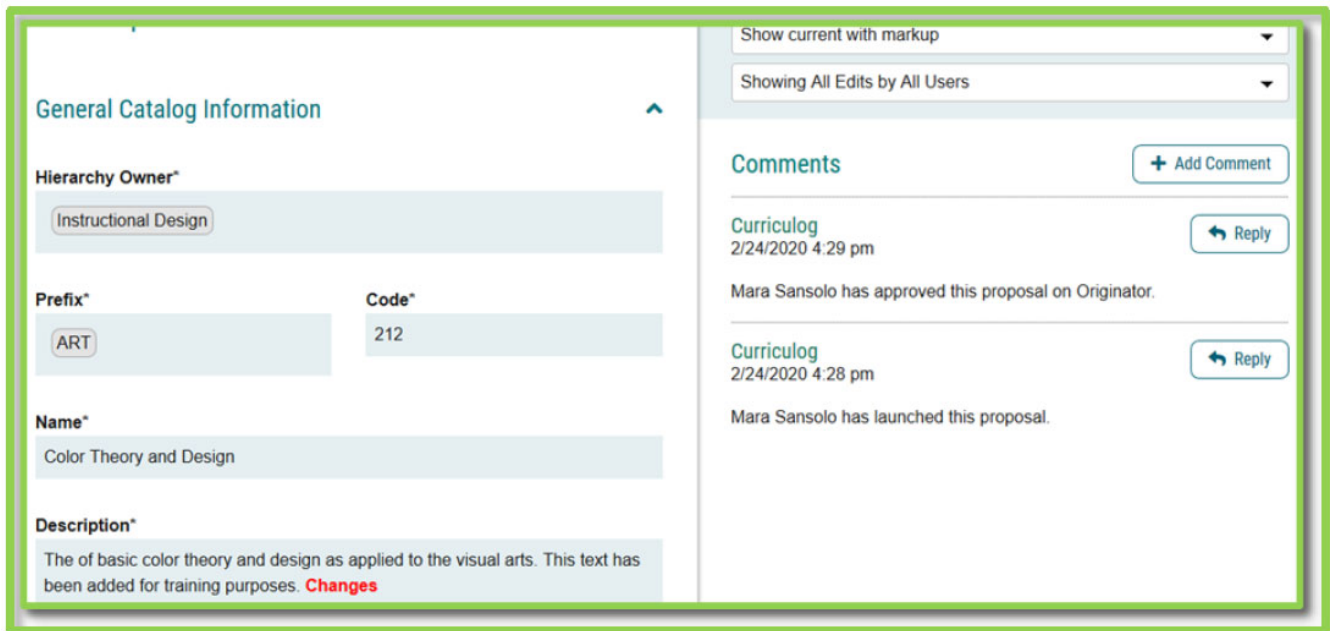 General Catalog Information
Hierarchy Owner*
Instructional Design
Prefix*
Code*
ART
212
Name*
Color Theory and Design
Description*
The of basic color theory and design as applied to the visual arts. This text has
been added for training purposes. Changes
Show current with markup
Showing All Edits by All Users
Comments
+ Add Comment
Curriculog
Reply
2/24/2020 4:29 pm
Mara Sansolo has approved this proposal on Originator.
Curriculog
Reply
2/24/2020 4:28 pm
Mara Sansolo has launched this proposal.